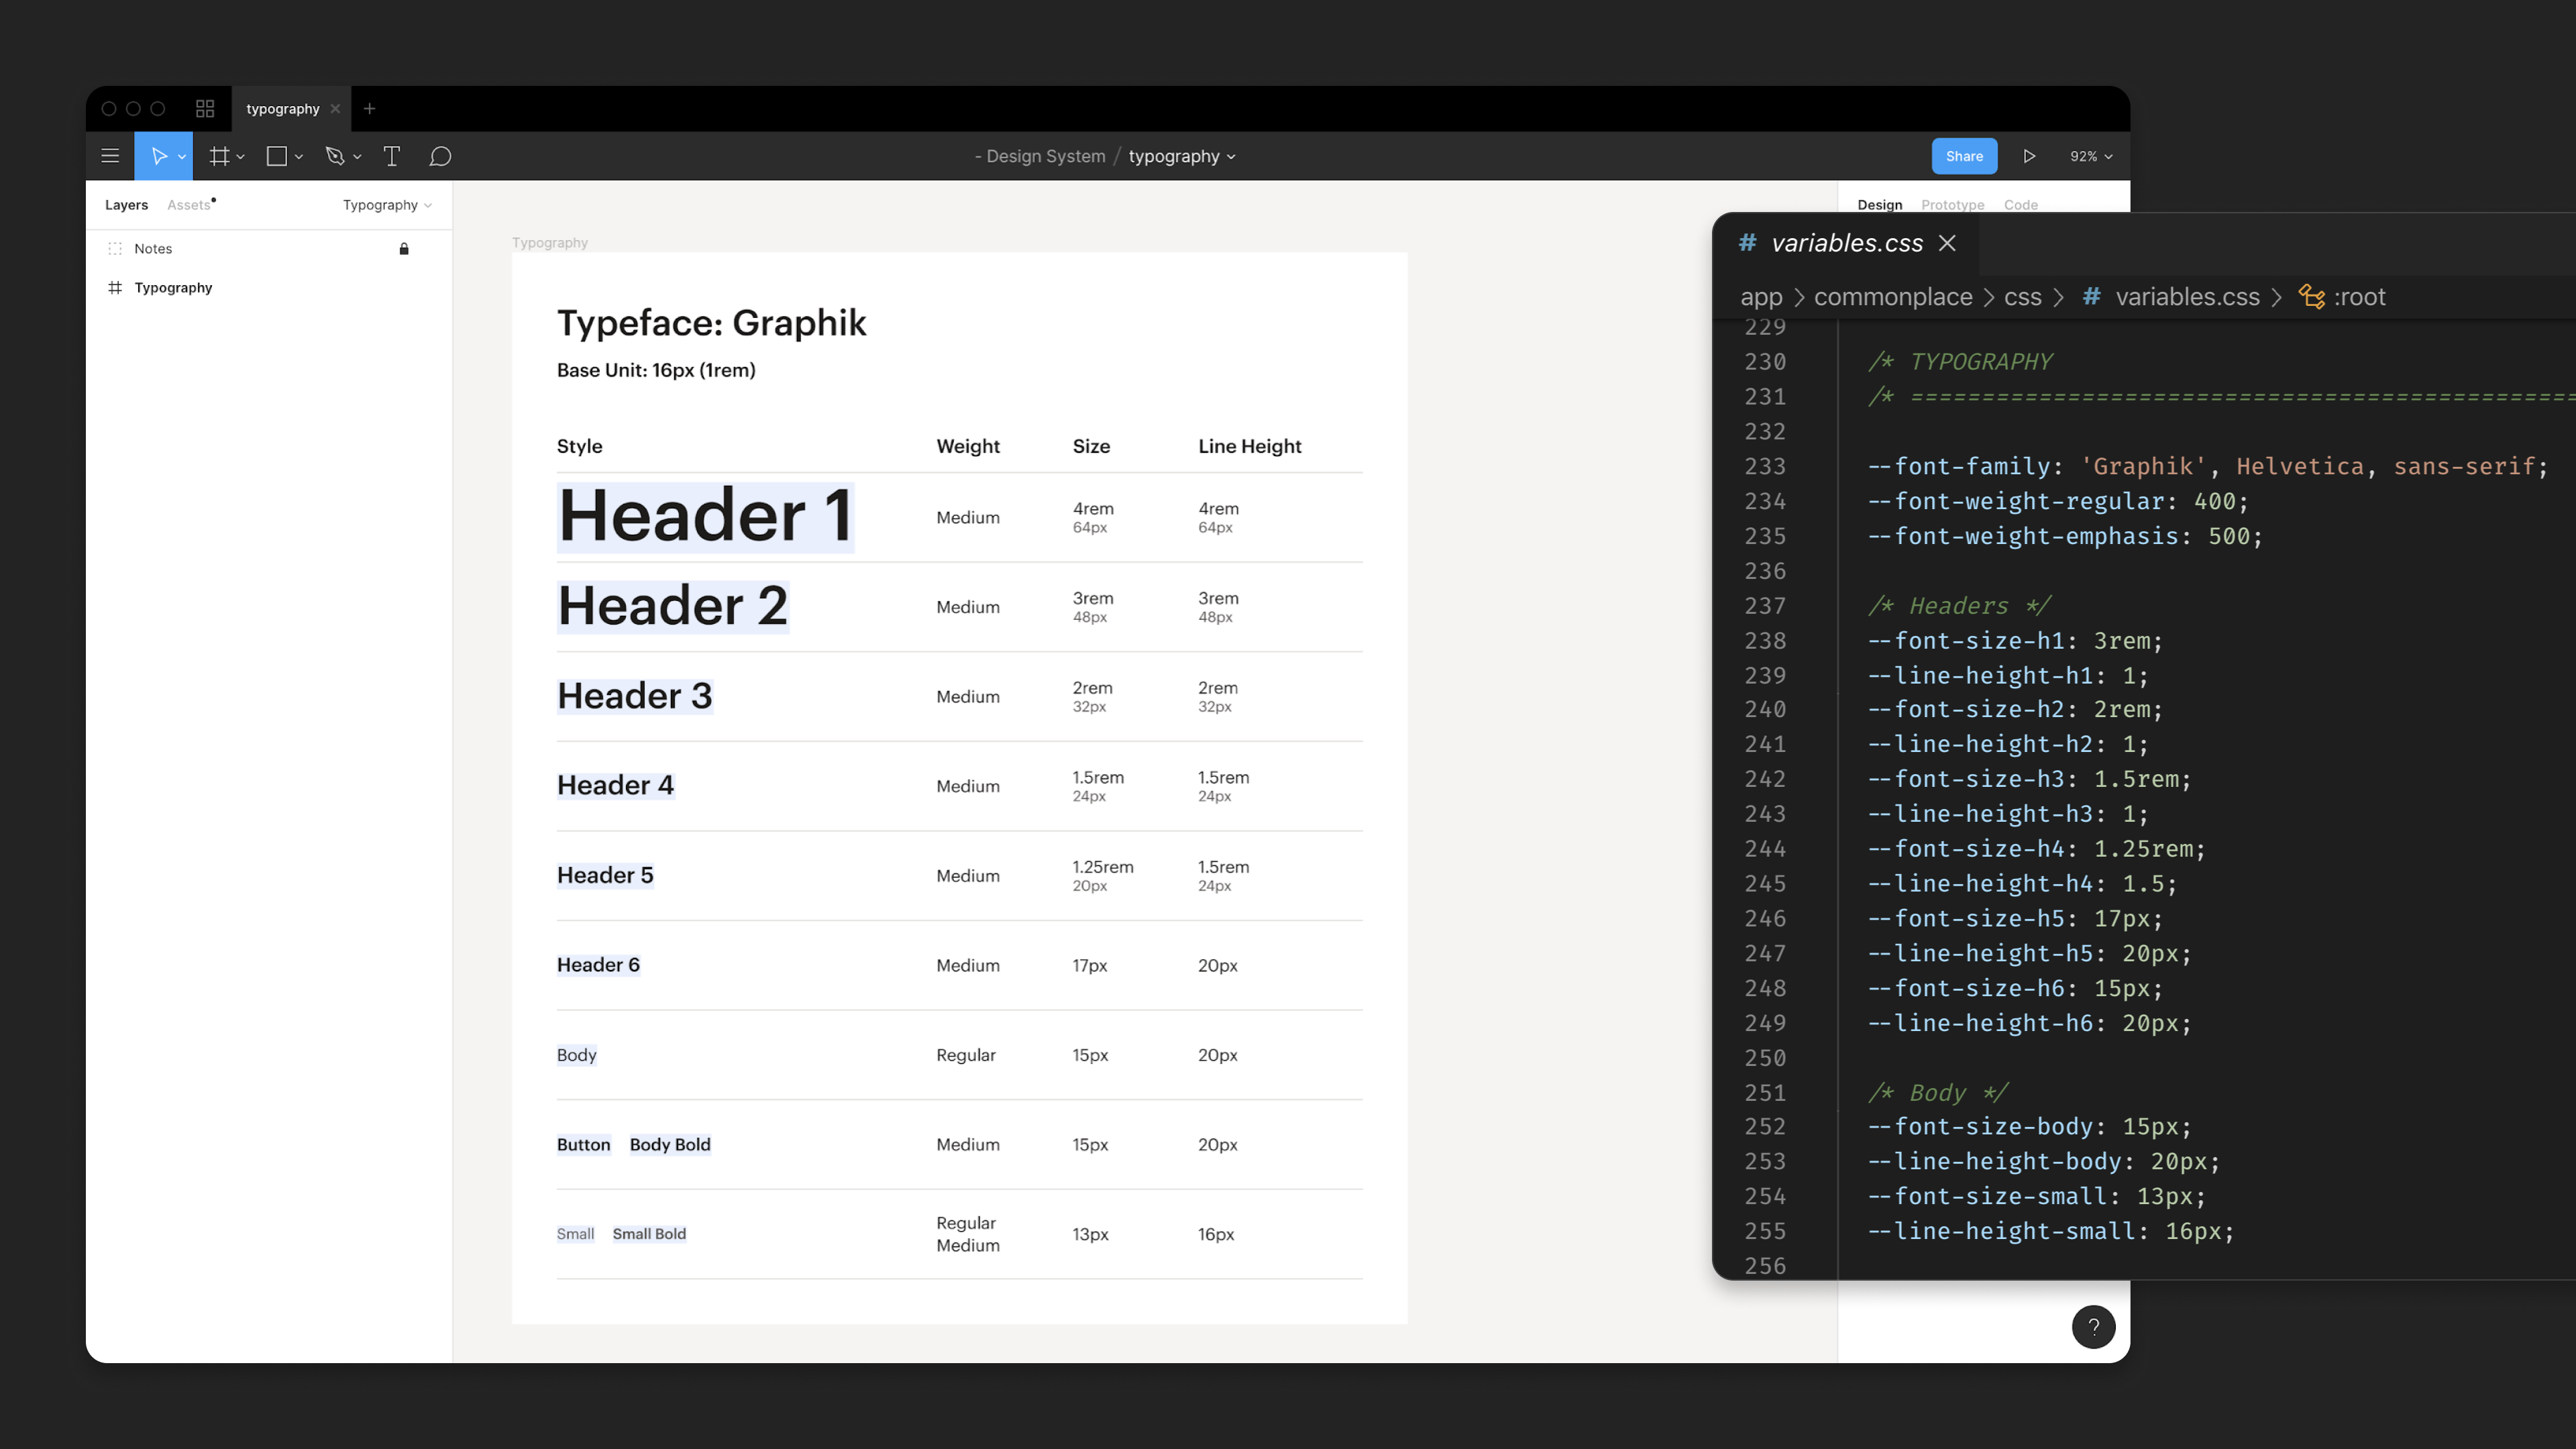 typography
- Design System / typography
Share
92%
Layers Assets Typography
Notes
Typography
Design Prototype Code
Typography
Typeface: Graphik
Base Unit: 16px (1rem)
Style Weight Size Line Height
Header 1 Medium 4rem 4rem
64px 64px
Header 2 Medium 3rem 3rem
48px 48px
Header 3 Medium 2rem 2rem
32px 32px
Header 4 Medium 1.5rem 1.5rem
24px 24px
Header 5 Medium 1.25rem 1.5rem
20px 24px
Header 6 Medium 17px 20px
Body Regular 15px 20px
Button Body Bold Medium 15px 20px
Small Small Bold Regular 13px 16px
Medium
# variables.css
app > commonplace > css > # variables.css > :root
229
230 /* TYPOGRAPHY
231 /* ===============================================
232
233 --font-family: 'Graphik', Helvetica, sans-serif;
234 --font-weight-regular: 400;
235 --font-weight-emphasis: 500;
236
237 /* Headers */
238 --font-size-h1: 3rem;
239 --line-height-h1: 1;
240 --font-size-h2: 2rem;
241 --line-height-h2: 1;
242 --font-size-h3: 1.5rem;
243 --line-height-h3: 1;
244 --font-size-h4: 1.25rem;
245 --line-height-h4: 1.5;
246 --font-size-h5: 17px;
247 --line-height-h5: 20px;
248 --font-size-h6: 15px;
249 --line-height-h6: 20px;
250
251 /* Body */
252 --font-size-body: 15px;
253 --line-height-body: 20px;
254 --font-size-small: 13px;
255 --line-height-small: 16px;
256
?